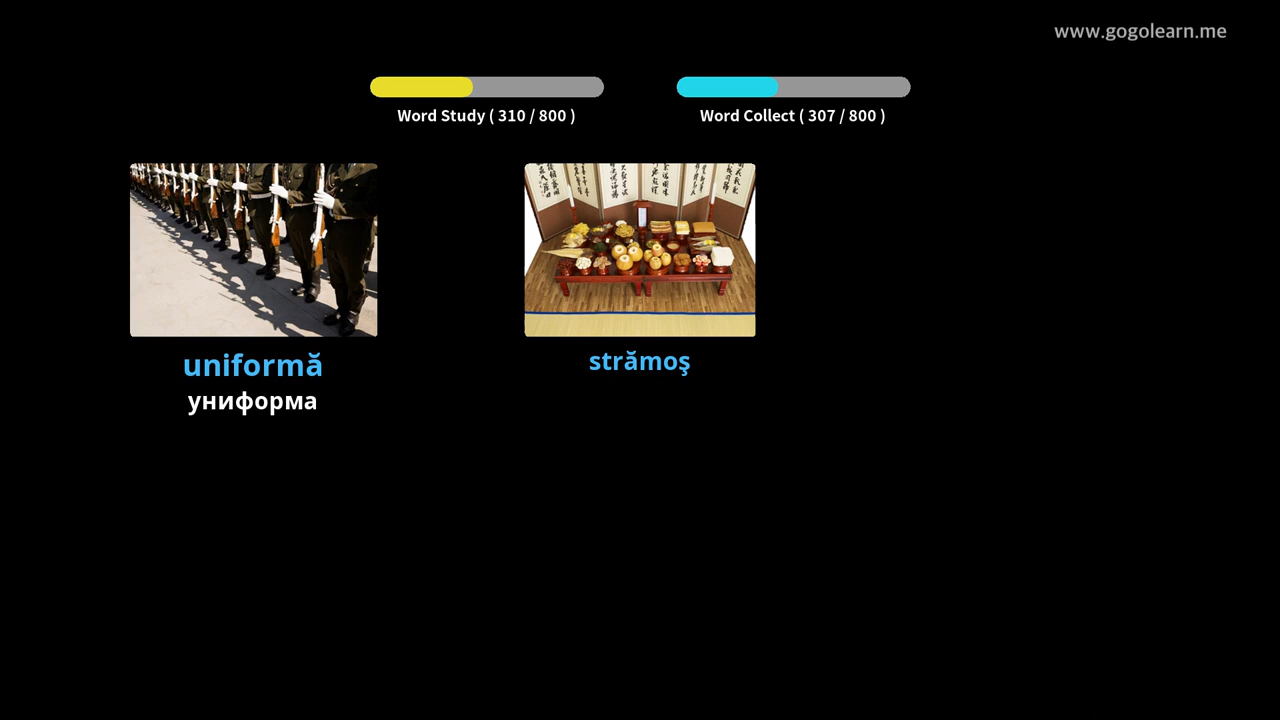 www.gogolearn.me
Word Study ( 310 / 800 )
Word Collect ( 307 / 800 )
uniformă
униформа
strămoş